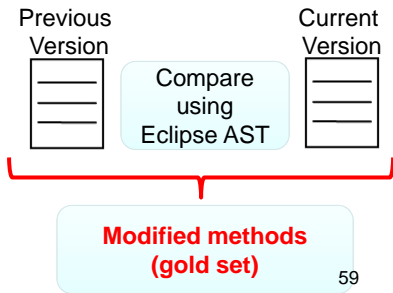 Previous
Version
Current
Version
Compare
using
Eclipse AST
Modified methods
(gold set)
59